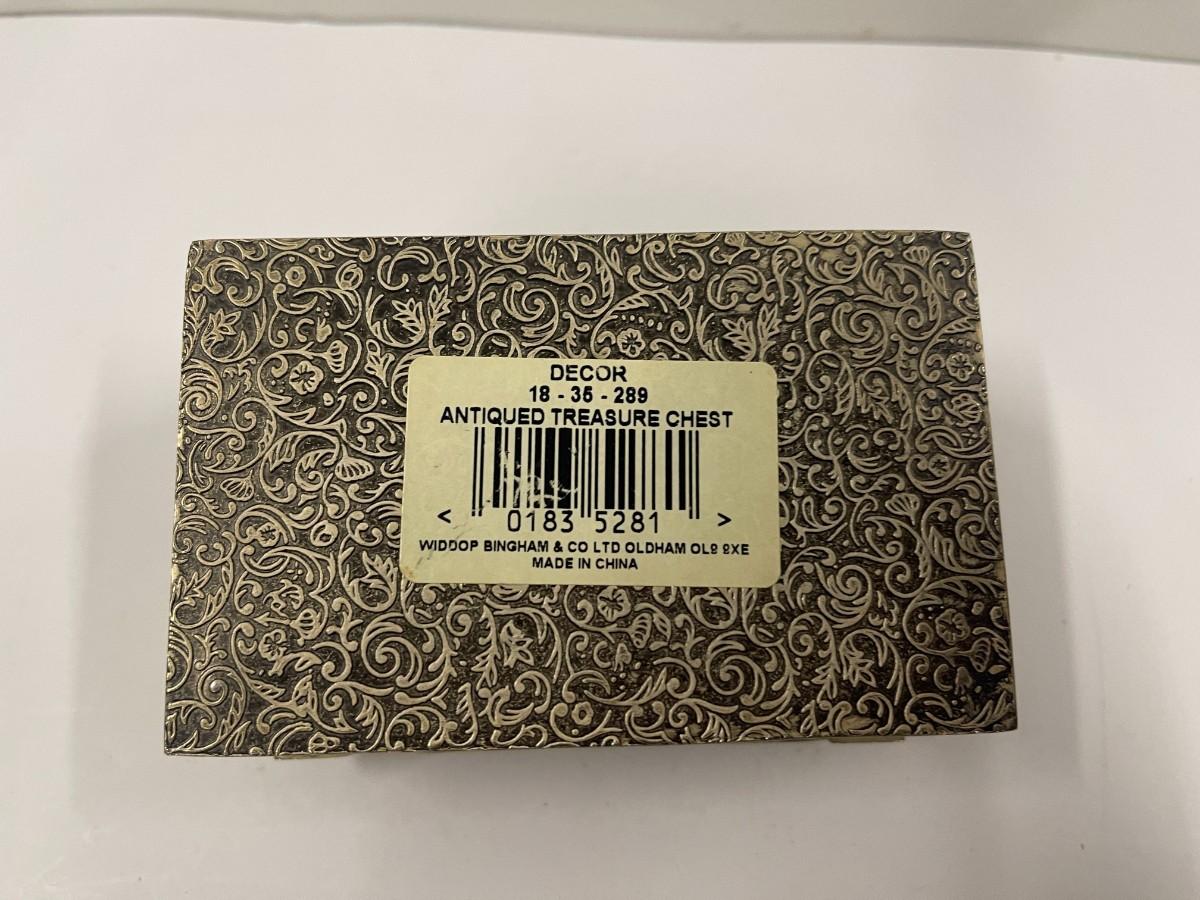 DECOR
18 - 35 - 289
ANTIQUED TREASURE CHEST
< 0183 5281 >
WIDDOP BINGHAM & CO LTD OLDHAM OL9 9XE
MADE IN CHINA